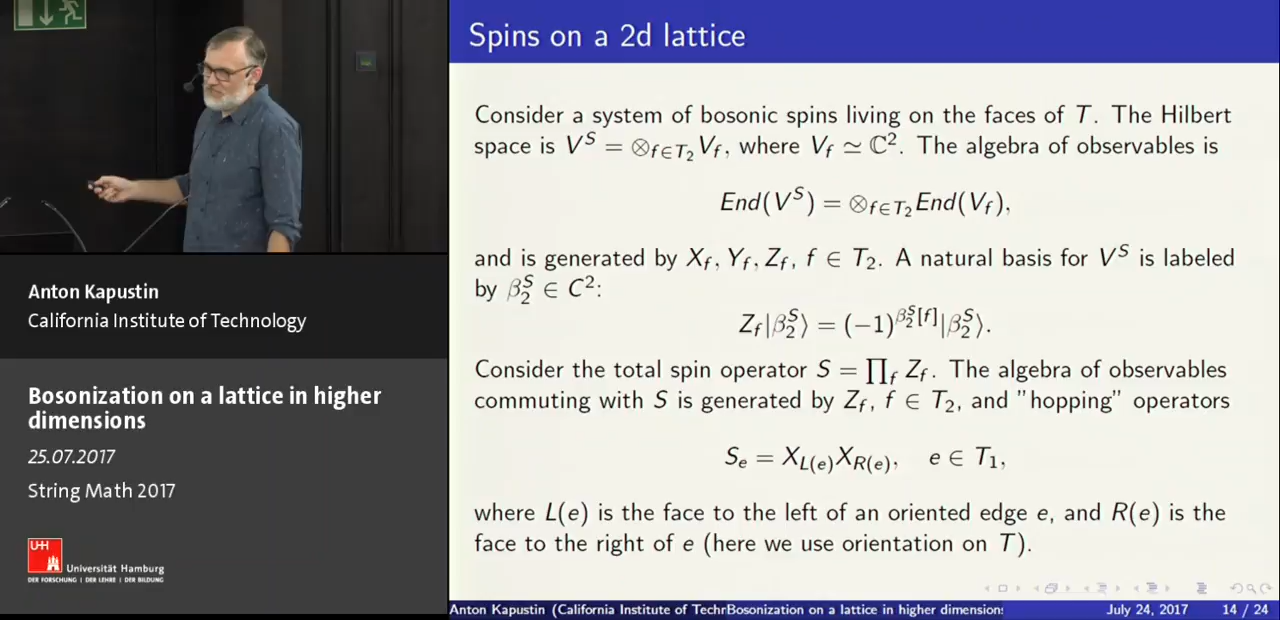 Anton Kapustin
California Institute of Technology
Bosonization on a lattice in higher
dimensions
25.07.2017
String Math 2017
UHH
Universität Hamburg
DER FORSCHUNG | DER LEHRE | DER BILDUNG
Spins on a 2d lattice
Consider a system of bosonic spins living on the faces of T. The Hilbert
space is V^S = ⊗_{f∈T_2} V_f, where V_f ≃ ℂ². The algebra of observables is
End(V^S) = ⊗_{f∈T_2} End(V_f),
and is generated by X_f, Y_f, Z_f, f ∈ T_2. A natural basis for V^S is labeled
by β_2^S ∈ C²:
Z_f|β_2^S⟩ = (−1)^{β_2^S[f]}|β_2^S⟩.
Consider the total spin operator S = ∏_f Z_f. The algebra of observables
commuting with S is generated by Z_f, f ∈ T_2, and "hopping" operators
S_e = X_{L(e)}X_{R(e)}, e ∈ T_1,
where L(e) is the face to the left of an oriented edge e, and R(e) is the
face to the right of e (here we use orientation on T).
Anton Kapustin (California Institute of Techr Bosonization on a lattice in higher dimensions July 24, 2017 14 / 24